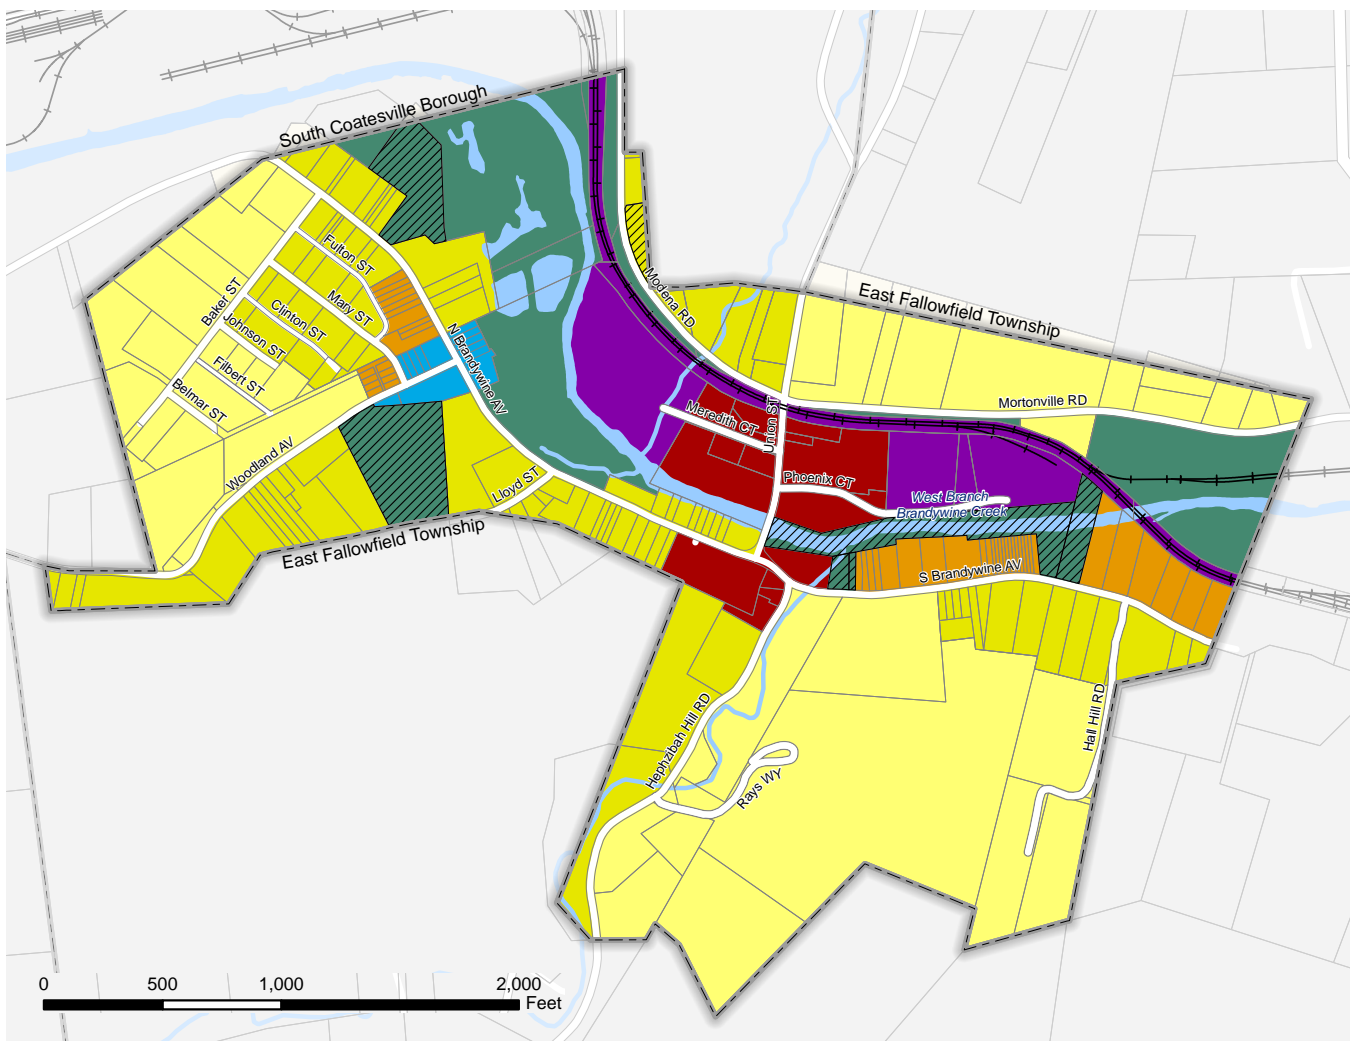 South Coatesville Borough
Fulton ST
Baker ST
Mary ST
Clinton ST
Johnson ST
Filbert ST
Belmar ST
N Brandywine AV
Modena RD
East Fallowfield Township
Mortonville RD
Meredith CT
Union ST
Phoenix CT
West Branch
Brandywine Creek
Woodland AV
Lloyd ST
East Fallowfield Township
S Brandywine AV
Hephzibah Hill RD
Rays WY
Hall Hill RD
0 500 1,000 2,000
Feet